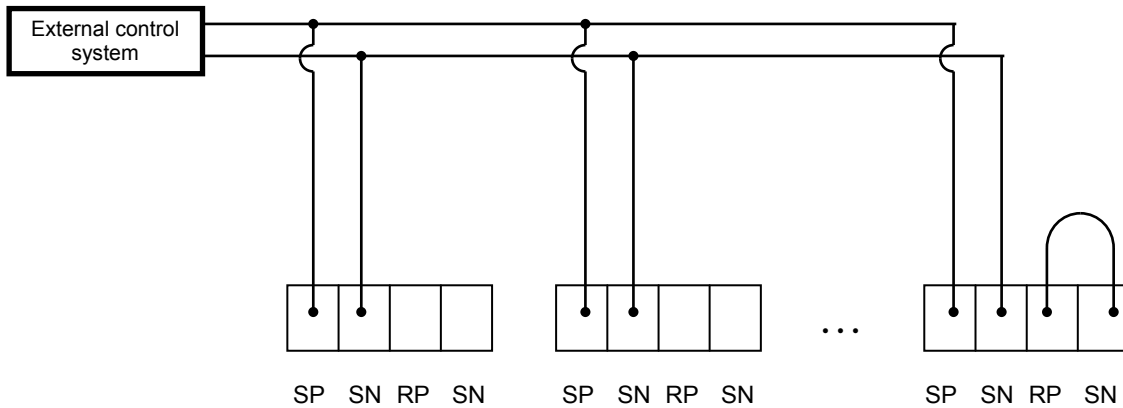 External control
system
...
SP SN RP SN
SP SN RP SN
SP SN RP SN